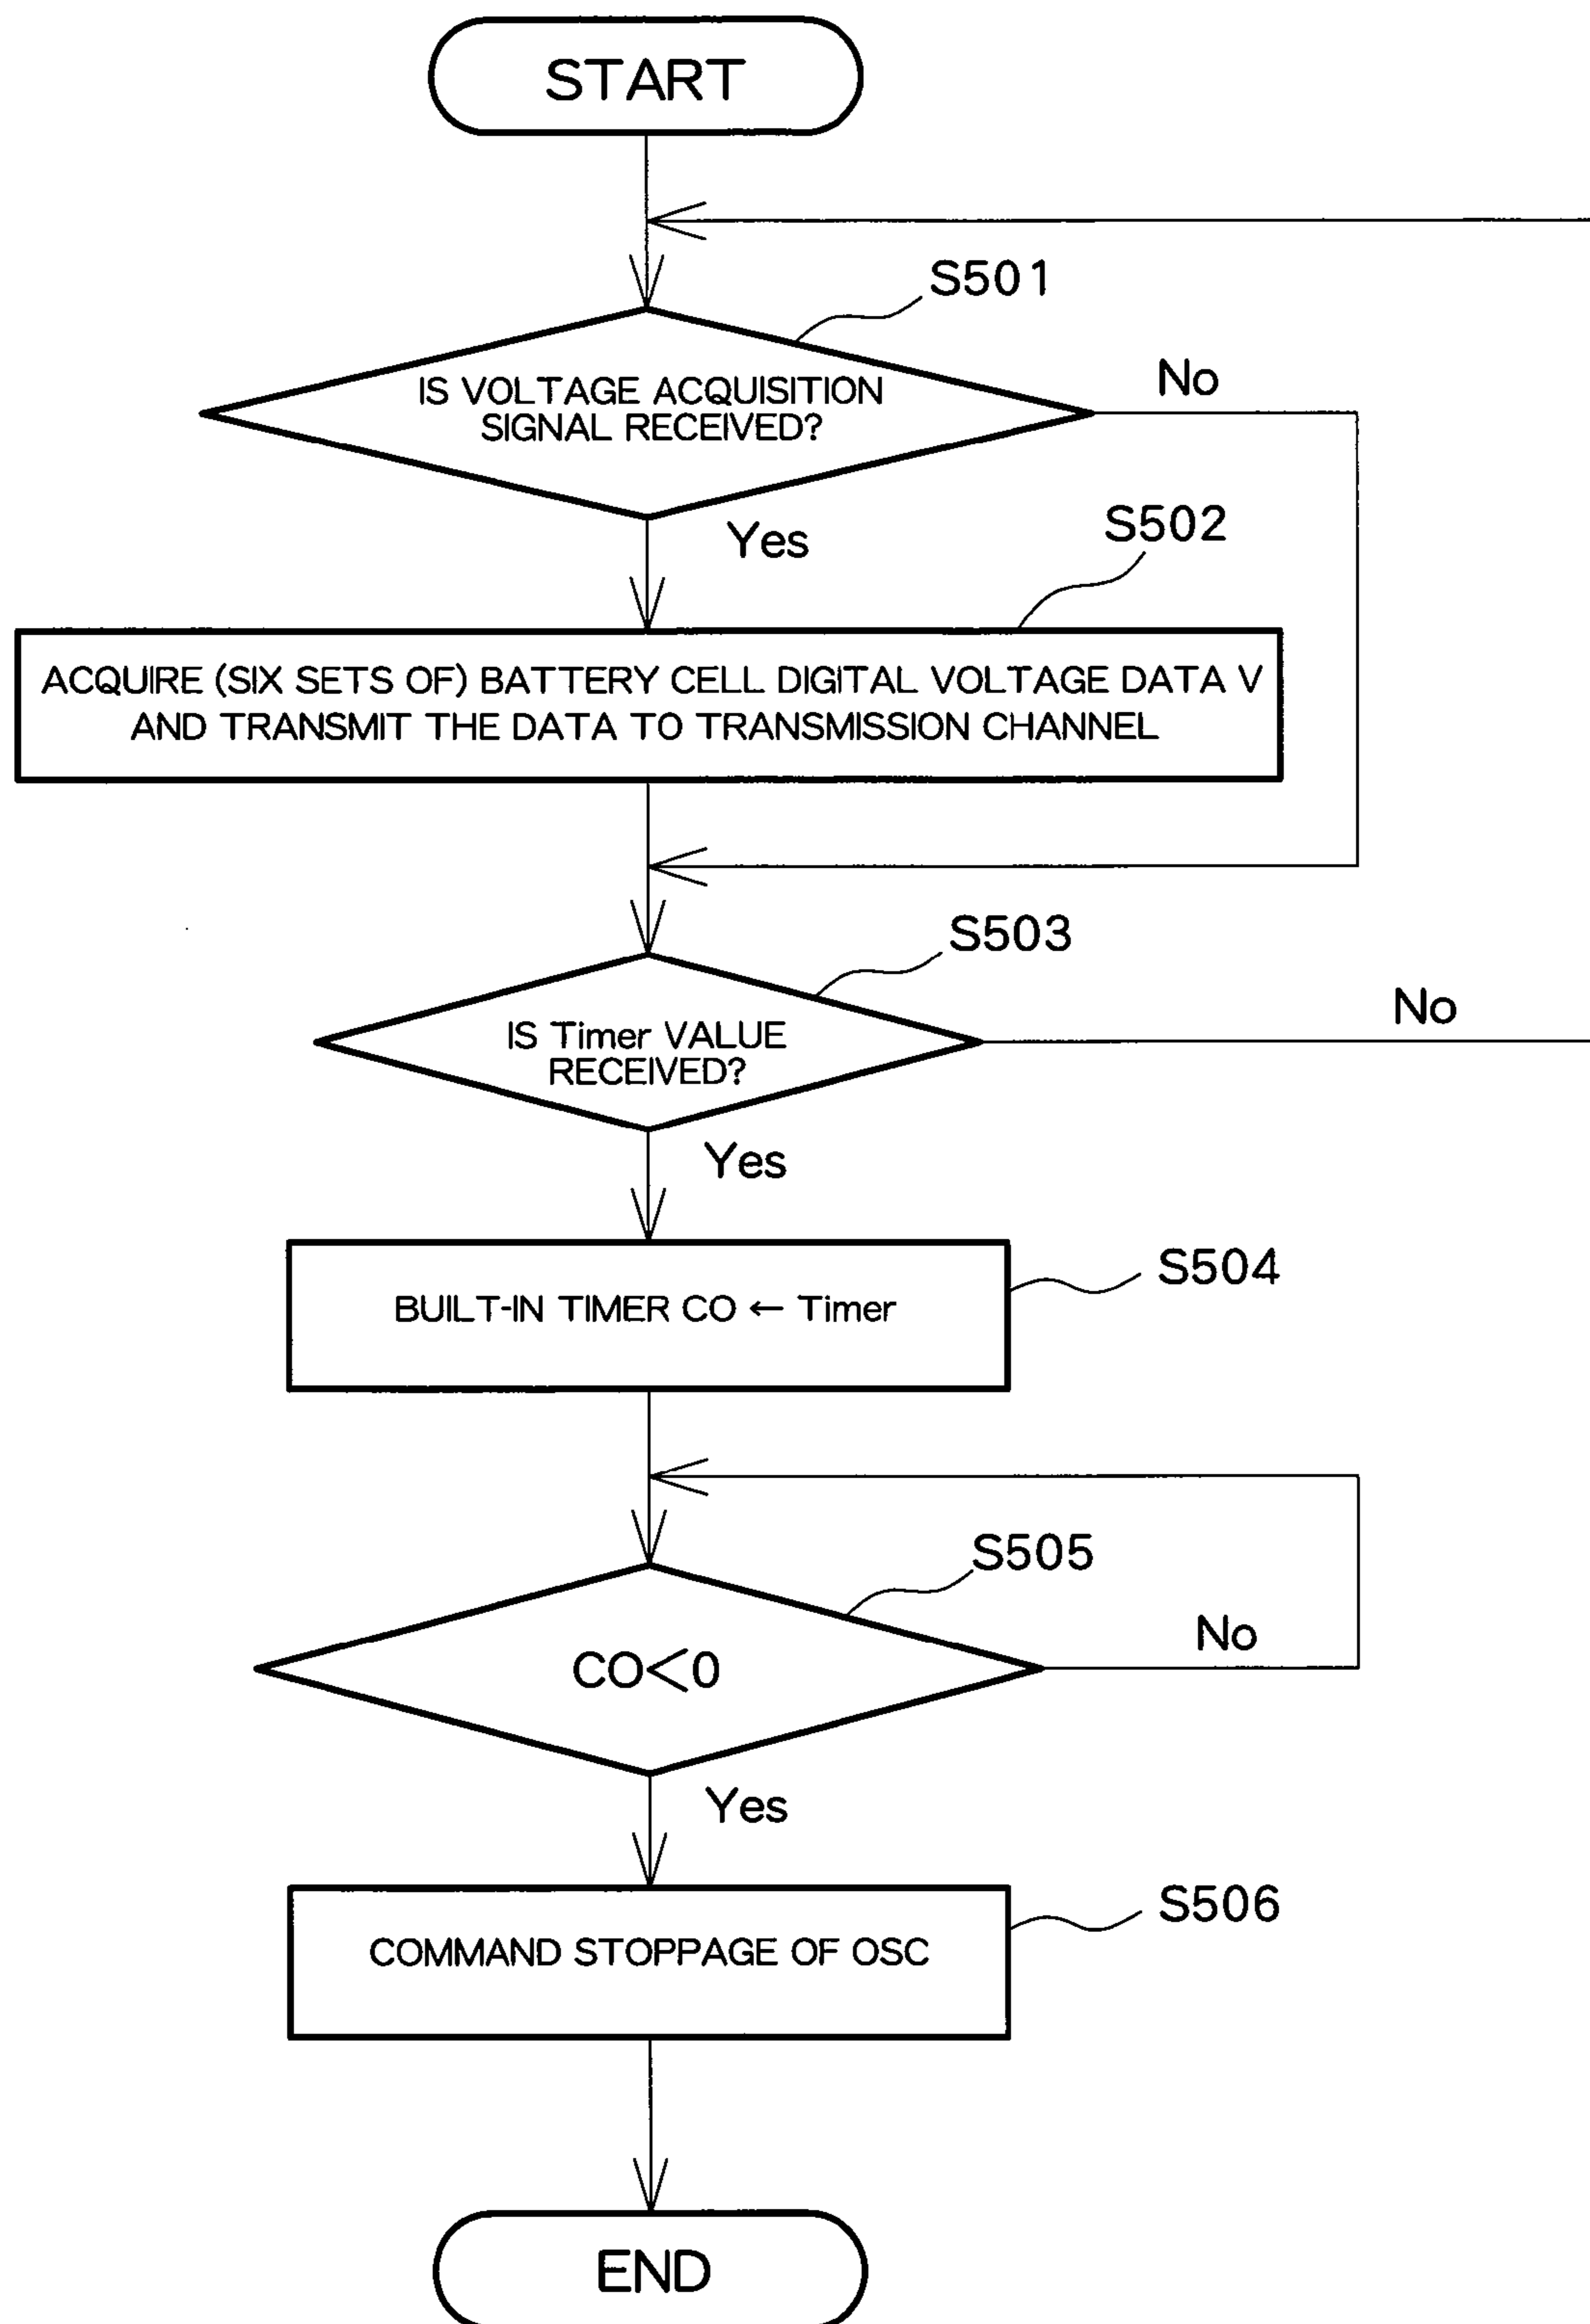 START
S501
IS VOLTAGE ACQUISITION
SIGNAL RECEIVED?
No
Yes
S502
ACQUIRE (SIX SETS OF) BATTERY CELL DIGITAL VOLTAGE DATA V
AND TRANSMIT THE DATA TO TRANSMISSION CHANNEL
S503
IS Timer VALUE
RECEIVED?
No
Yes
S504
BUILT-IN TIMER CO ← Timer
S505
CO<0
No
Yes
S506
COMMAND STOPPAGE OF OSC
END